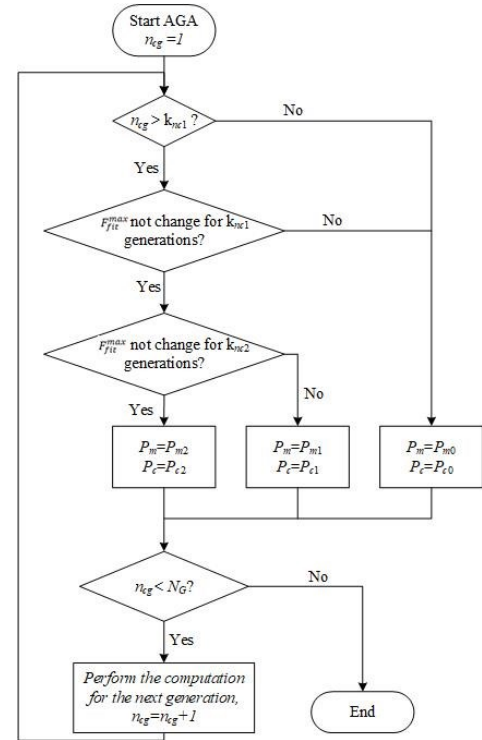 Start AGA
n_cg =1
n_cg > k_nc1 ?
No
Yes
F_fit^max not change for k_nc1
generations?
No
Yes
F_fit^max not change for k_nc2
generations?
No
Yes
P_m=P_m2
P_c=P_c2
P_m=P_m1
P_c=P_c1
P_m=P_m0
P_c=P_c0
n_cg < N_G?
No
Yes
Perform the computation
for the next generation,
n_cg=n_cg+1
End